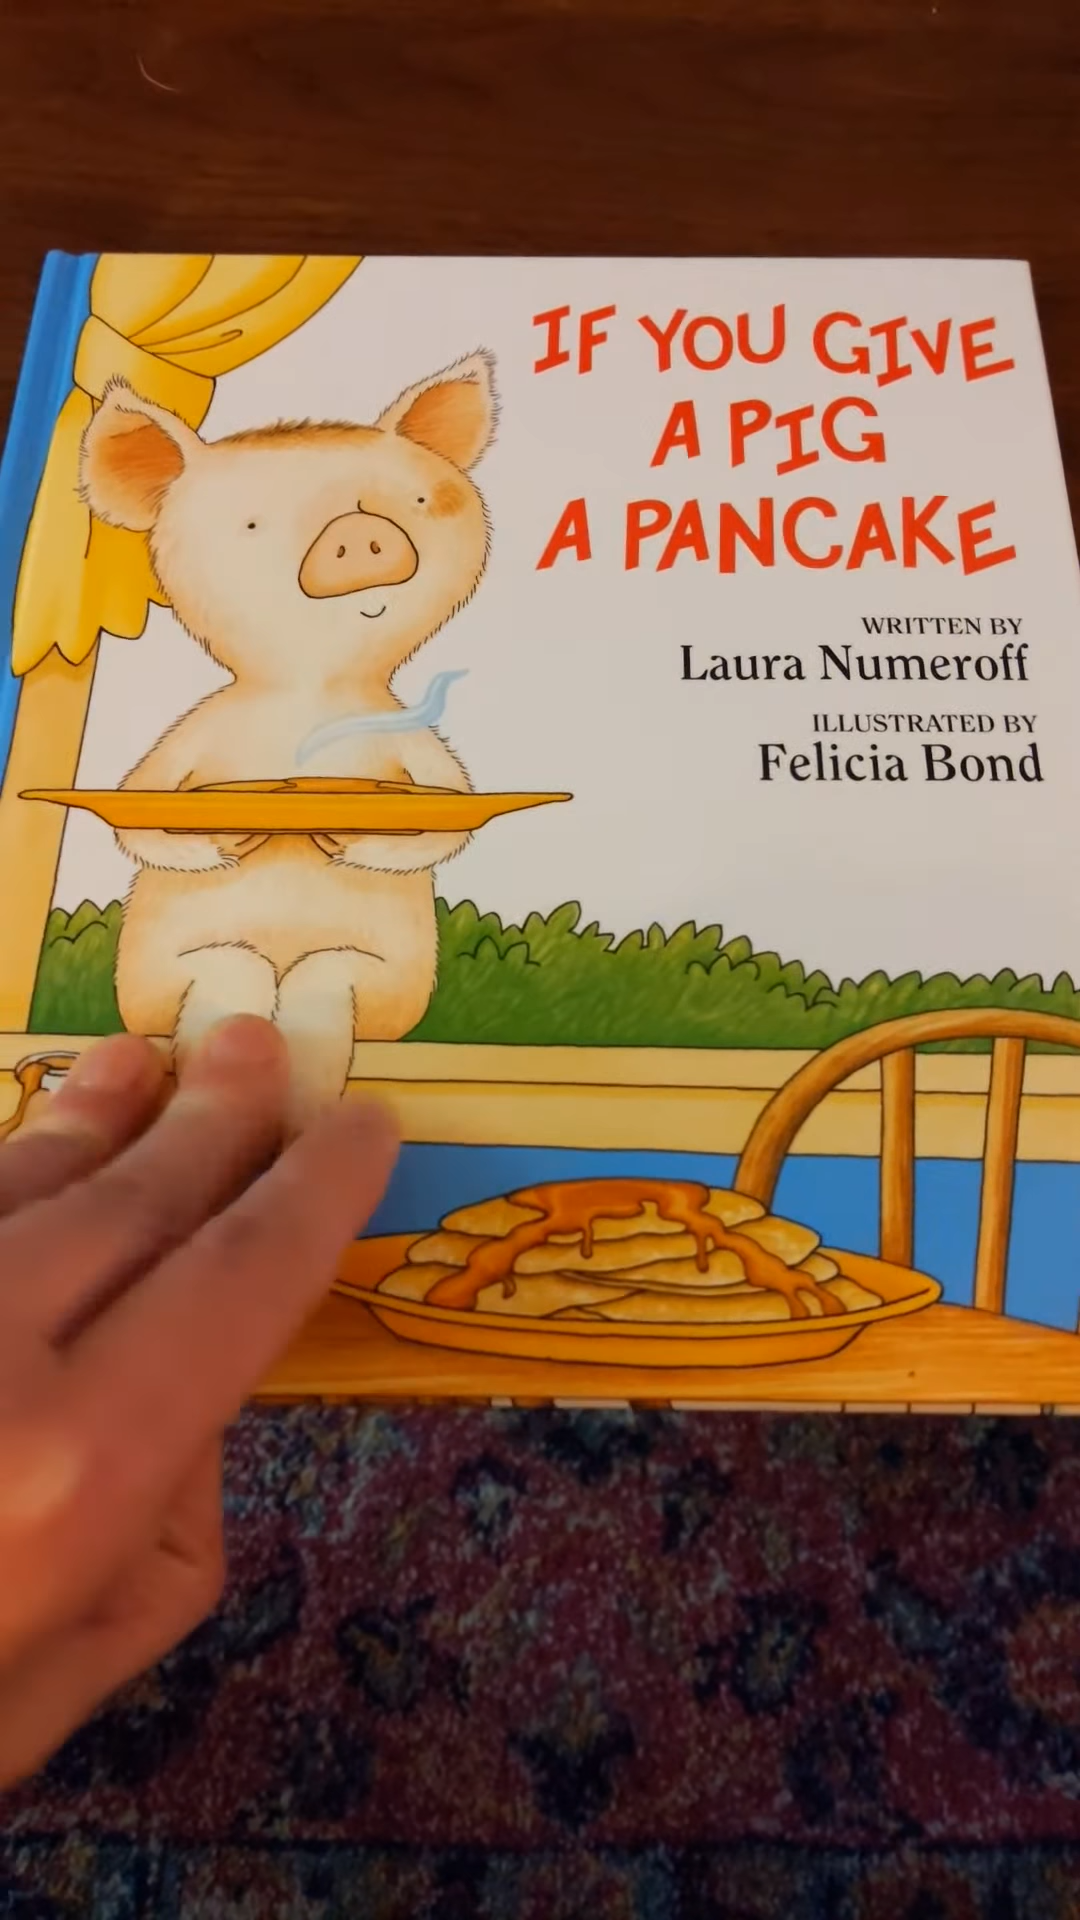 IF YOU GIVE
A PIG
A PANCAKE
WRITTEN BY
Laura Numeroff
ILLUSTRATED BY
Felicia Bond